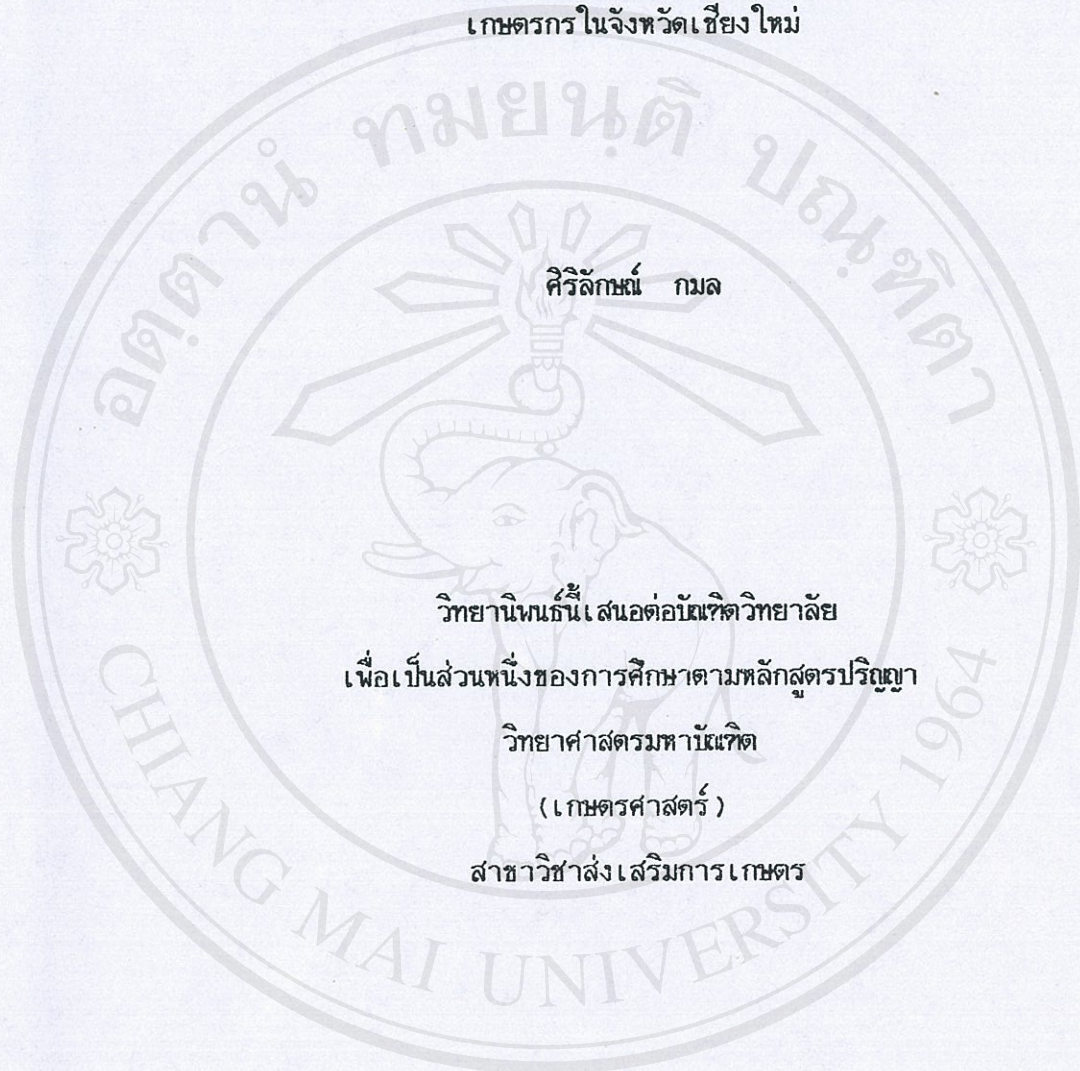 เกษตรกรในจังหวัดเชียงใหม่
อตฺตานํ ทมยนฺติ ปณฺฑิตา
ศิริลักษณ์ กมล
วิทยานิพนธ์นี้เสนอต่อบัณฑิตวิทยาลัย
เพื่อเป็นส่วนหนึ่งของการศึกษาตามหลักสูตรปริญญา
วิทยาศาสตรมหาบัณฑิต
(เกษตรศาสตร์)
สาขาวิชาส่งเสริมการเกษตร
CHIANG MAI UNIVERSITY 1964